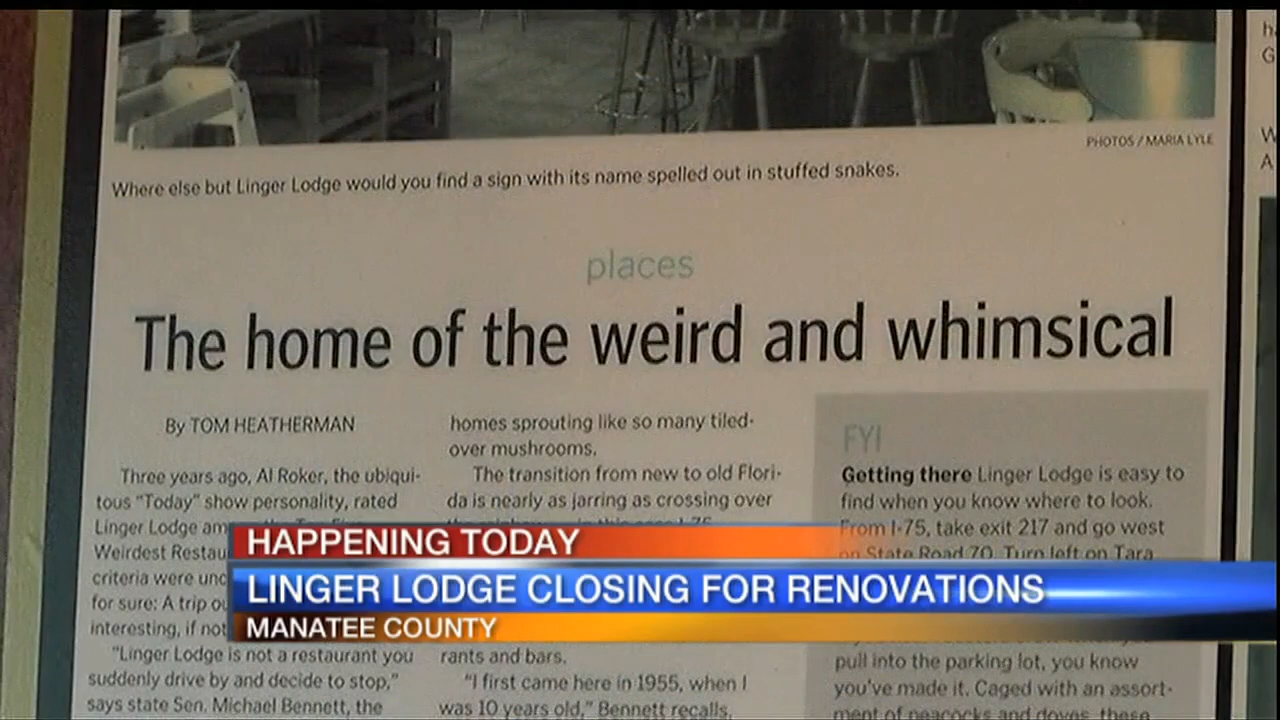 PHOTOS / MARIA LYLE
Where else but Linger Lodge would you find a sign with its name spelled out in stuffed snakes.
places
The home of the weird and whimsical
By TOM HEATHERMAN
Three years ago, Al Roker, the ubiqui-
tous "Today" show personality, rated
Linger Lodge
Weirdest
criteria were
for sure: A trip
interesting, if not
"Linger Lodge is not a restaurant you
suddenly drive by and decide to stop,"
says state Sen. Michael Bennett, the
homes sprouting like so many tiled-
over mushrooms.
The transition from new to old Flori-
da is nearly as jarring as crossing over
rants and bars.
"I first came here in 1955, when I
was 10 years old," Bennett recalls.
FYI
Getting there Linger Lodge is easy to
find when you know where to look.
From I-75, take exit 217 and go west
on State Road 70. Turn left on Tara
pull into the parking lot, you know
you've made it. Caged with an assort-
ment of peacocks and doves, these
HAPPENING TODAY
LINGER LODGE CLOSING FOR RENOVATIONS
MANATEE COUNTY